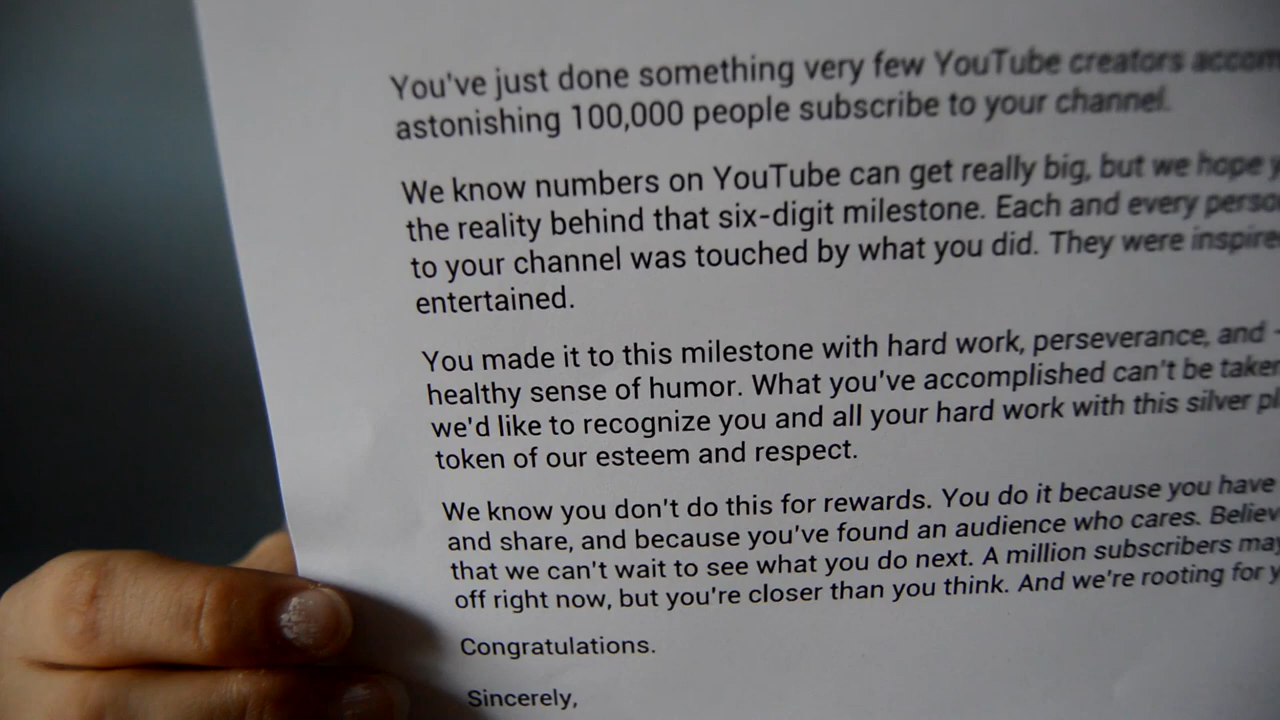 You've just done something very few YouTube creators
astonishing 100,000 people subscribe to your channel.
We know numbers on YouTube can get really big, but we hope
the reality behind that six-digit milestone. Each and every
to your channel was touched by what you did. They were
entertained.
You made it to this milestone with hard work, perseverance, and
healthy sense of humor. What you've accomplished can't be
we'd like to recognize you and all your hard work with this silver
token of our esteem and respect.
We know you don't do this for rewards. You do it because you have
and share, and because you've found an audience who cares.
that we can't wait to see what you do next. A million subscribers may
off right now, but you're closer than you think. And we're rooting for
Congratulations.
Sincerely,